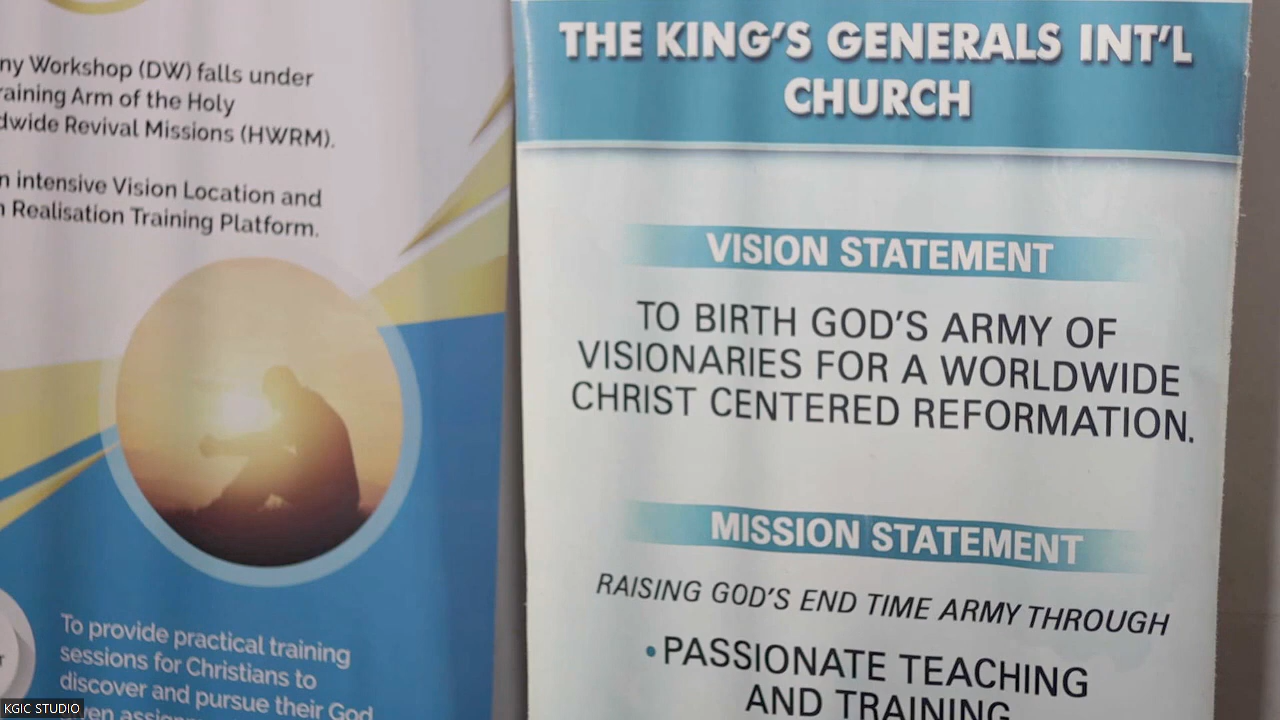 ny Workshop (DW) falls under
raining Arm of the Holy
dwide Revival Missions (HWRM).
n intensive Vision Location and
n Realisation Training Platform.
To provide practical training
sessions for Christians to
discover and pursue their God
THE KING'S GENERALS INT'L
CHURCH
VISION STATEMENT
TO BIRTH GOD'S ARMY OF
VISIONARIES FOR A WORLDWIDE
CHRIST CENTERED REFORMATION.
MISSION STATEMENT
RAISING GOD'S END TIME ARMY THROUGH
•PASSIONATE TEACHING
AND TRAINING
KGIC STUDIO